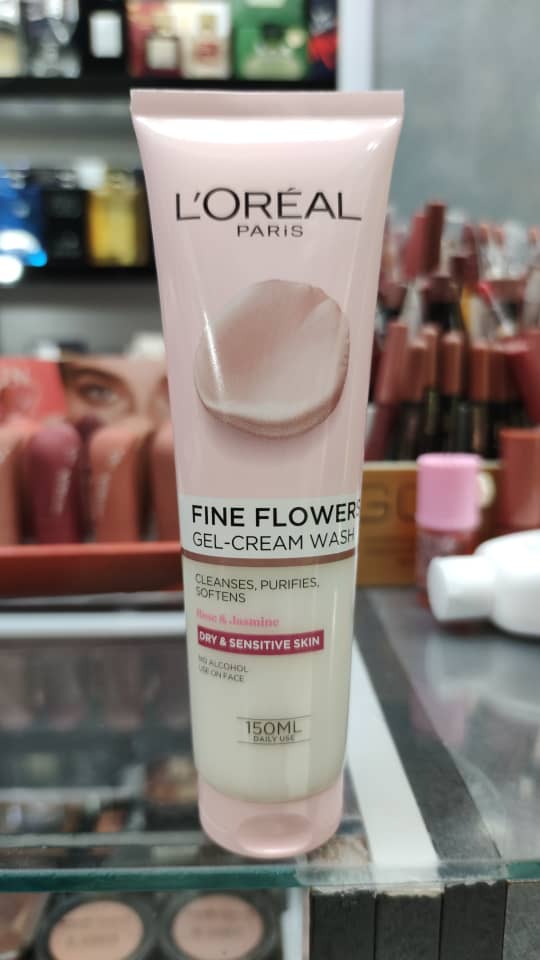 L'ORÉAL
PARiS
FINE FLOWERS
GEL-CREAM WASH
CLEANSES, PURIFIES,
SOFTENS
Rose & Jasmine
DRY & SENSITIVE SKIN
NO ALCOHOL
USE ON FACE
150ML
DAILY USE